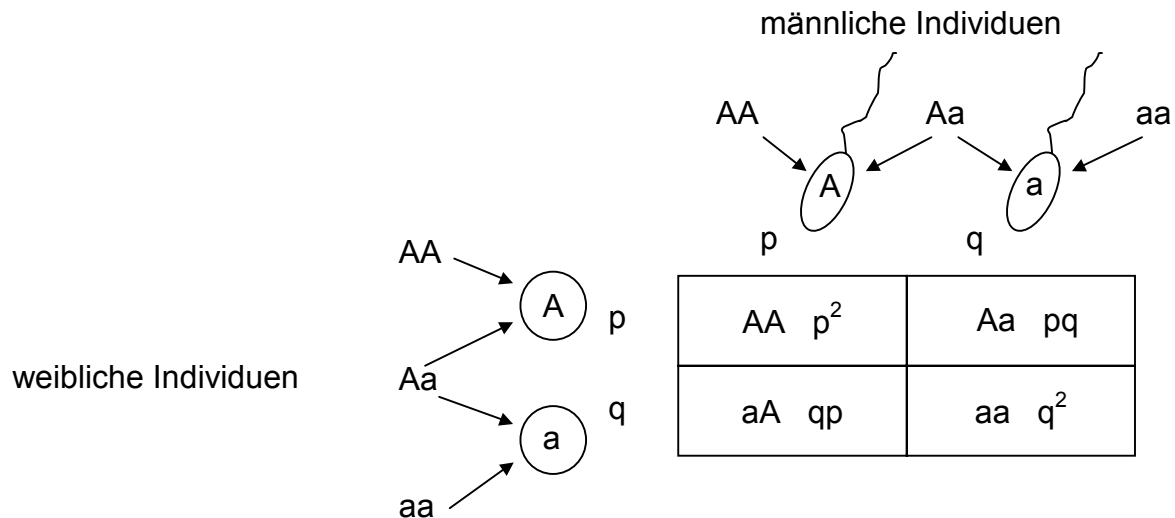 männliche Individuen
AA Aa aa
A a
p q
AA
A p
AA p² Aa pq
weibliche Individuen Aa
q
a
aA qp aa q²
aa